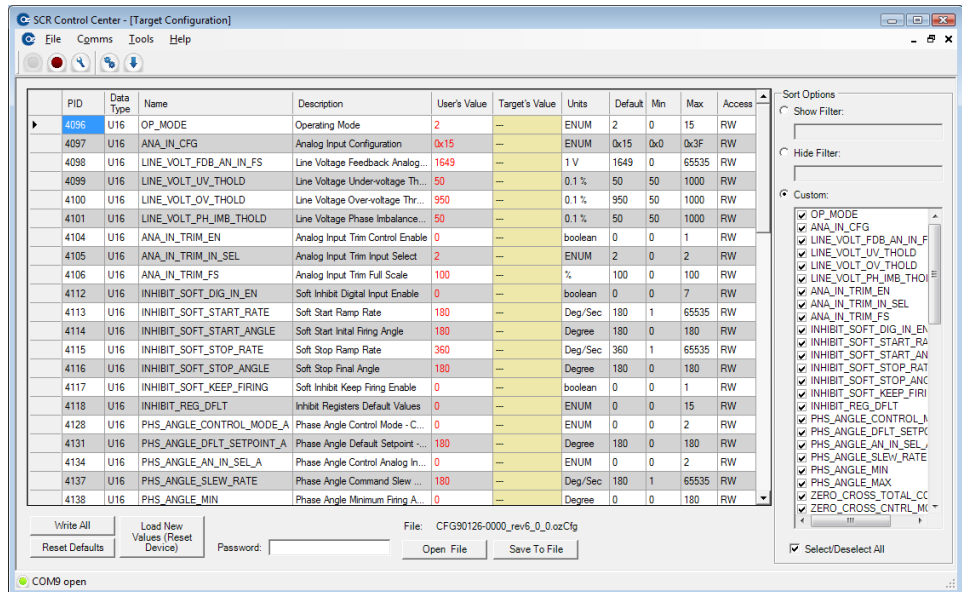 SCR Control Center - [Target Configuration]
File Comms Tools Help
PID Data Type Name Description User's Value Target's Value Units Default Min Max Access
4096 U16 OP_MODE Operating Mode 2 --- ENUM 2 0 15 RW
4097 U16 ANA_IN_CFG Analog Input Configuration 0x15 --- ENUM 0x15 0x0 0x3F RW
4098 U16 LINE_VOLT_FDB_AN_IN_FS Line Voltage Feedback Analog... 1649 --- 1 V 1649 0 65535 RW
4099 U16 LINE_VOLT_UV_THOLD Line Voltage Under-voltage Th... 50 --- 0.1 % 50 50 1000 RW
4100 U16 LINE_VOLT_OV_THOLD Line Voltage Over-voltage Thr... 950 --- 0.1 % 950 50 1000 RW
4101 U16 LINE_VOLT_PH_IMB_THOLD Line Voltage Phase Imbalance... 50 --- 0.1 % 50 50 1000 RW
4104 U16 ANA_IN_TRIM_EN Analog Input Trim Control Enable 0 --- boolean 0 0 1 RW
4105 U16 ANA_IN_TRIM_IN_SEL Analog Input Trim Input Select 2 --- ENUM 2 0 2 RW
4106 U16 ANA_IN_TRIM_FS Analog Input Trim Full Scale 100 --- % 100 0 100 RW
4112 U16 INHIBIT_SOFT_DIG_IN_EN Soft Inhibit Digital Input Enable 0 --- boolean 0 0 7 RW
4113 U16 INHIBIT_SOFT_START_RATE Soft Start Ramp Rate 180 --- Deg/Sec 180 1 65535 RW
4114 U16 INHIBIT_SOFT_START_ANGLE Soft Start Inital Firing Angle 180 --- Degree 180 0 180 RW
4115 U16 INHIBIT_SOFT_STOP_RATE Soft Stop Ramp Rate 360 --- Deg/Sec 360 1 65535 RW
4116 U16 INHIBIT_SOFT_STOP_ANGLE Soft Stop Final Angle 180 --- Degree 180 0 180 RW
4117 U16 INHIBIT_SOFT_KEEP_FIRING Soft Inhibit Keep Firing Enable 0 --- boolean 0 0 1 RW
4118 U16 INHIBIT_REG_DFLT Inhibit Registers Default Values 0 --- ENUM 0 0 15 RW
4128 U16 PHS_ANGLE_CONTROL_MODE_A Phase Angle Control Mode - C... 0 --- ENUM 0 0 2 RW
4131 U16 PHS_ANGLE_DFLT_SETPOINT_A Phase Angle Default Setpoint -... 180 --- Degree 180 0 180 RW
4134 U16 PHS_ANGLE_AN_IN_SEL_A Phase Angle Control Analog In... 0 --- ENUM 0 0 2 RW
4137 U16 PHS_ANGLE_SLEW_RATE Phase Angle Command Slew ... 180 --- Deg/Sec 180 1 65535 RW
4138 U16 PHS_ANGLE_MIN Phase Angle Minimum Firing A... 0 --- Degree 0 0 180 RW
Sort Options
Show Filter:
Hide Filter:
Custom:
OP_MODE
ANA_IN_CFG
LINE_VOLT_FDB_AN_IN_F
LINE_VOLT_UV_THOLD
LINE_VOLT_OV_THOLD
LINE_VOLT_PH_IMB_THOL
ANA_IN_TRIM_EN
ANA_IN_TRIM_IN_SEL
ANA_IN_TRIM_FS
INHIBIT_SOFT_DIG_IN_EN
INHIBIT_SOFT_START_RA
INHIBIT_SOFT_START_AN
INHIBIT_SOFT_STOP_RAT
INHIBIT_SOFT_STOP_ANG
INHIBIT_SOFT_KEEP_FIRI
INHIBIT_REG_DFLT
PHS_ANGLE_CONTROL_M
PHS_ANGLE_DFLT_SETPO
PHS_ANGLE_AN_IN_SEL_
PHS_ANGLE_SLEW_RATE
PHS_ANGLE_MIN
PHS_ANGLE_MAX
ZERO_CROSS_TOTAL_CC
ZERO_CROSS_CNTRL_MC
Select/Deselect All
Write All
Reset Defaults
Load New
Values (Reset
Device)
Password:
File: CFG90126-0000_rev6_0_0.ozCfg
Open File
Save To File
COM9 open